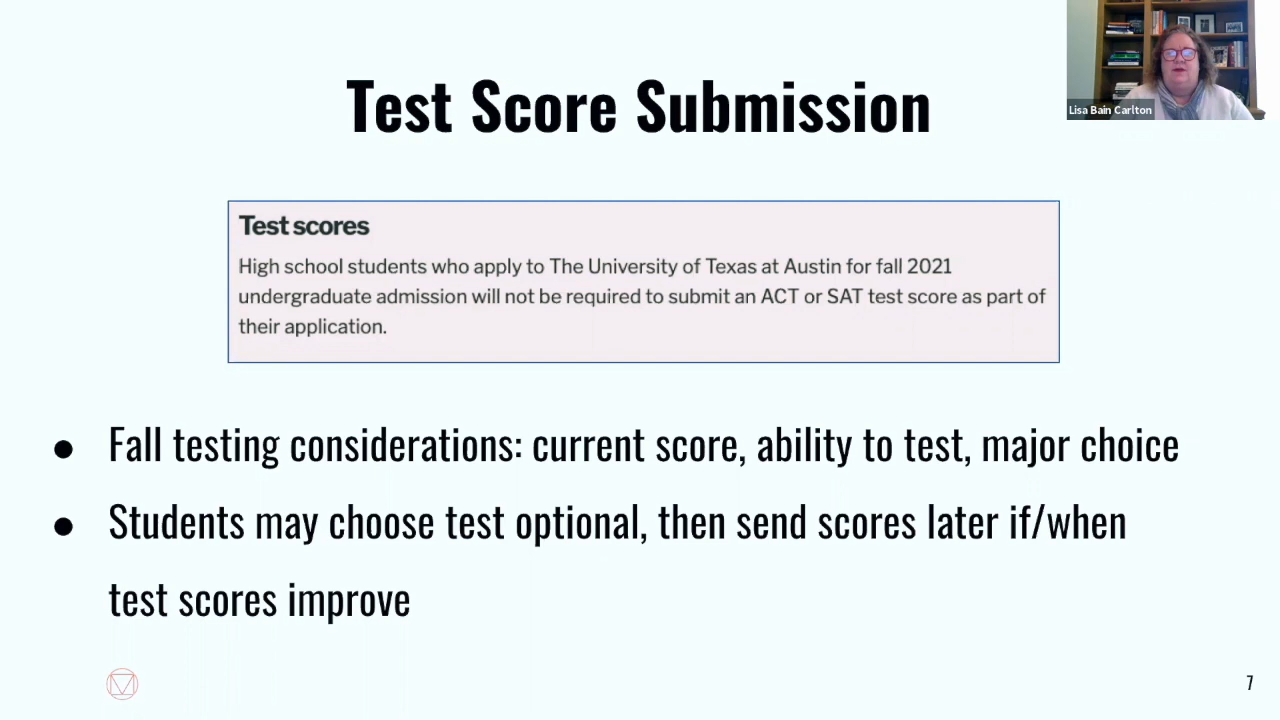 Test Score Submission
Lisa Bain Carlton
Test scores
High school students who apply to The University of Texas at Austin for fall 2021
undergraduate admission will not be required to submit an ACT or SAT test score as part of
their application.
● Fall testing considerations: current score, ability to test, major choice
● Students may choose test optional, then send scores later if/when
test scores improve
7